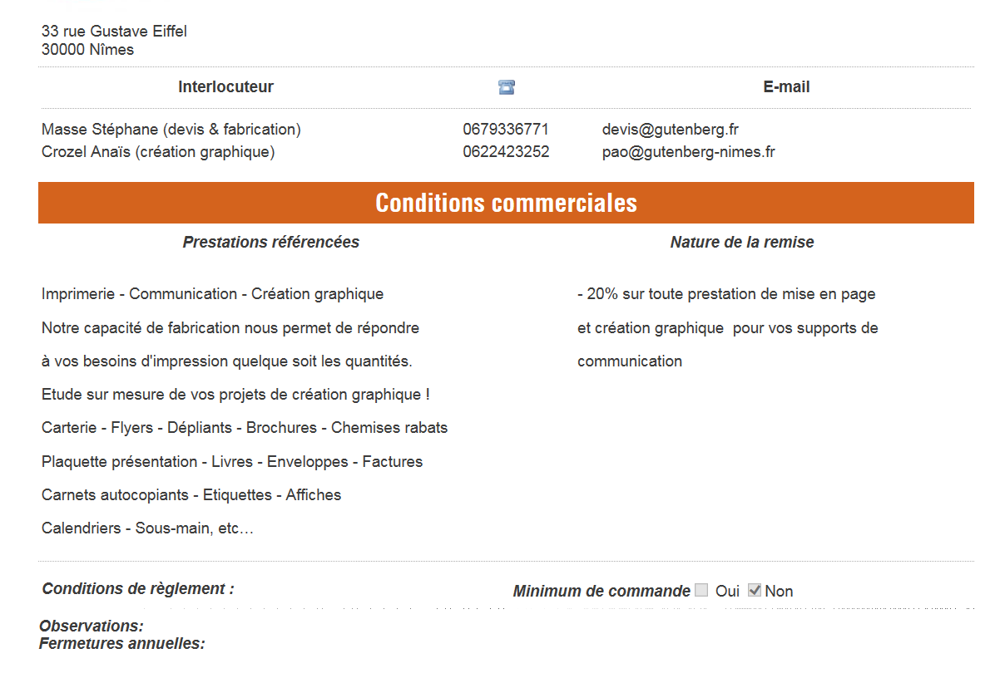 33 rue Gustave Eiffel
30000 Nîmes
Interlocuteur E-mail
Masse Stéphane (devis & fabrication) 0679336771 devis@gutenberg.fr
Crozel Anaïs (création graphique) 0622423252 pao@gutenberg-nimes.fr
Conditions commerciales
Prestations référencées Nature de la remise
Imprimerie - Communication - Création graphique - 20% sur toute prestation de mise en page
Notre capacité de fabrication nous permet de répondre et création graphique  pour vos supports de
à vos besoins d'impression quelque soit les quantités. communication
Etude sur mesure de vos projets de création graphique !
Carterie - Flyers - Dépliants - Brochures - Chemises rabats
Plaquette présentation - Livres - Enveloppes - Factures
Carnets autocopiants - Etiquettes - Affiches
Calendriers - Sous-main, etc…
Conditions de règlement : Minimum de commande Oui Non
Observations:
Fermetures annuelles: